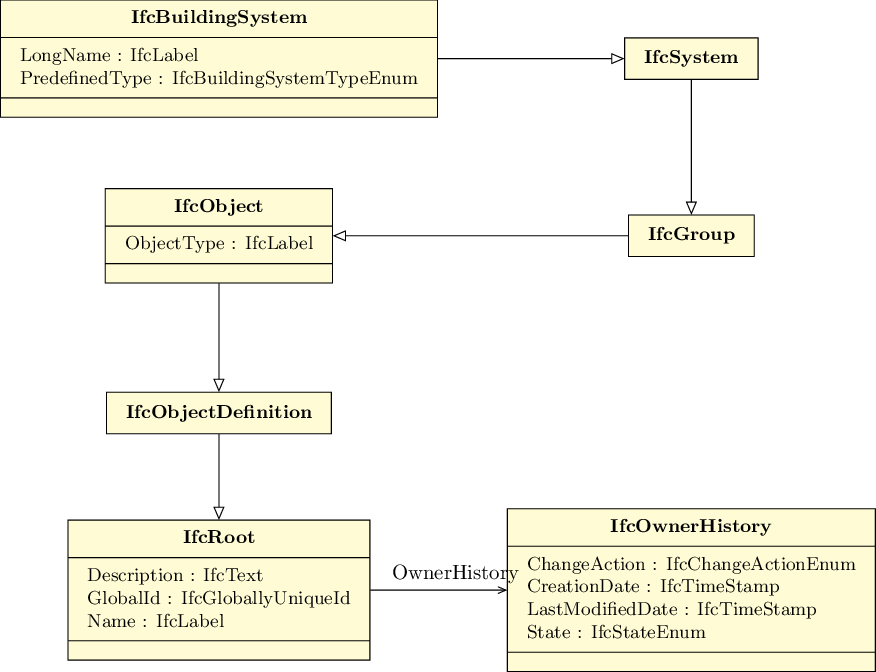 IfcBuildingSystem
LongName : IfcLabel
PredefinedType : IfcBuildingSystemTypeEnum
IfcSystem
IfcObject
ObjectType : IfcLabel
IfcGroup
IfcObjectDefinition
IfcRoot
Description : IfcText
GlobalId : IfcGloballyUniqueId
Name : IfcLabel
OwnerHistory
IfcOwnerHistory
ChangeAction : IfcChangeActionEnum
CreationDate : IfcTimeStamp
LastModifiedDate : IfcTimeStamp
State : IfcStateEnum